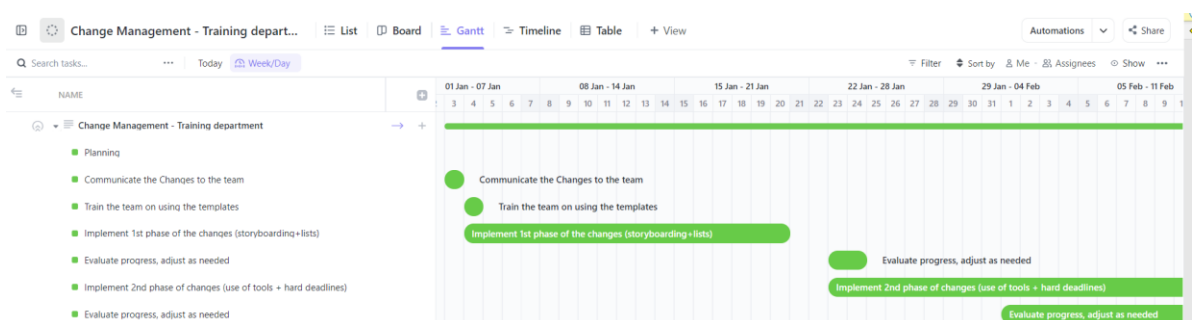 Change Management - Training depart... List Board Gantt Timeline Table + View Automations Share
Search tasks... ... Today Week/Day Filter Sort by Me · Assignees Show ...
NAME 01 Jan - 07 Jan 08 Jan - 14 Jan 15 Jan - 21 Jan 22 Jan - 28 Jan 29 Jan - 04 Feb 05 Feb - 11 Feb
3 4 5 6 7 8 9 10 11 12 13 14 15 16 17 18 19 20 21 22 23 24 25 26 27 28 29 30 31 1 2 3 4 5 6 7 8 9
Change Management - Training department
Planning
Communicate the Changes to the team Communicate the Changes to the team
Train the team on using the templates Train the team on using the templates
Implement 1st phase of the changes (storyboarding+lists) Implement 1st phase of the changes (storyboarding+lists)
Evaluate progress, adjust as needed Evaluate progress, adjust as needed
Implement 2nd phase of changes (use of tools + hard deadlines) Implement 2nd phase of changes (use of tools + hard deadlines)
Evaluate progress, adjust as needed Evaluate progress, adjust as needed